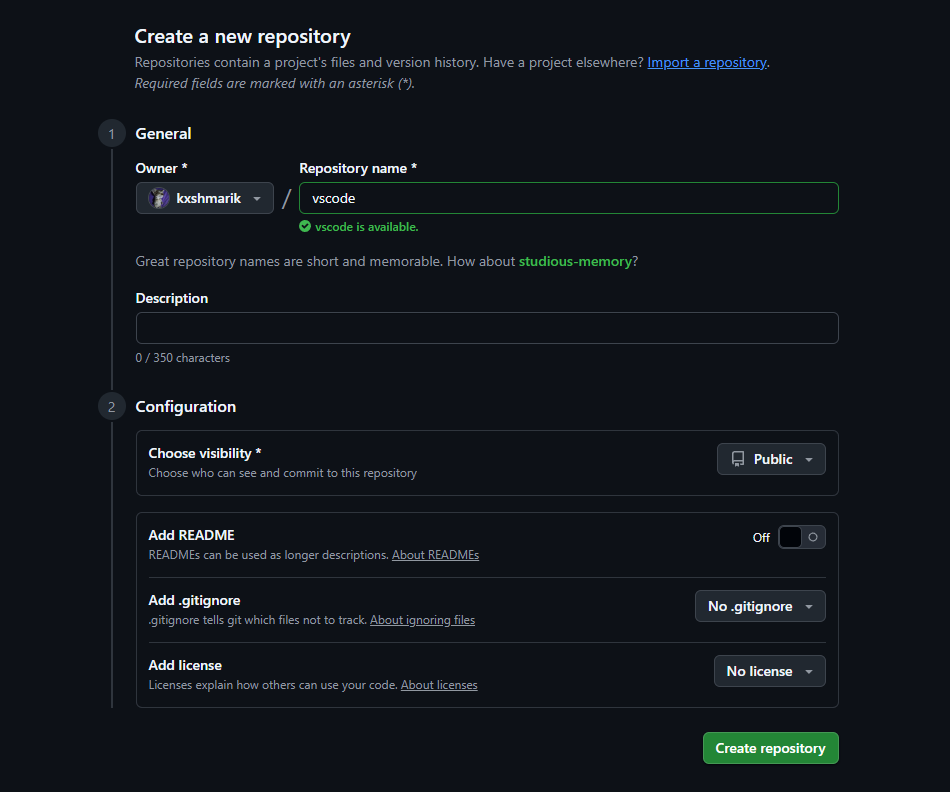 Create a new repository
Repositories contain a project's files and version history. Have a project elsewhere? Import a repository.
Required fields are marked with an asterisk (*).
1 General
Owner * Repository name *
kxshmarik / vscode
vscode is available.
Great repository names are short and memorable. How about studious-memory?
Description
0 / 350 characters
2 Configuration
Choose visibility *
Choose who can see and commit to this repository
Public
Add README
READMEs can be used as longer descriptions. About READMEs
Off
Add .gitignore
.gitignore tells git which files not to track. About ignoring files
No .gitignore
Add license
Licenses explain how others can use your code. About licenses
No license
Create repository